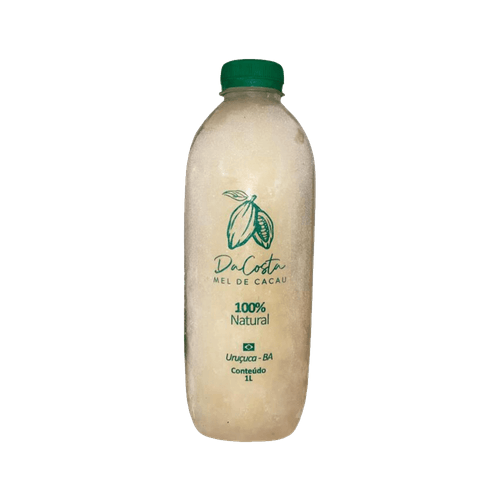 DaCosta
MEL DE CACAU
100%
Natural
Uruçuca - BA
Conteúdo
1L